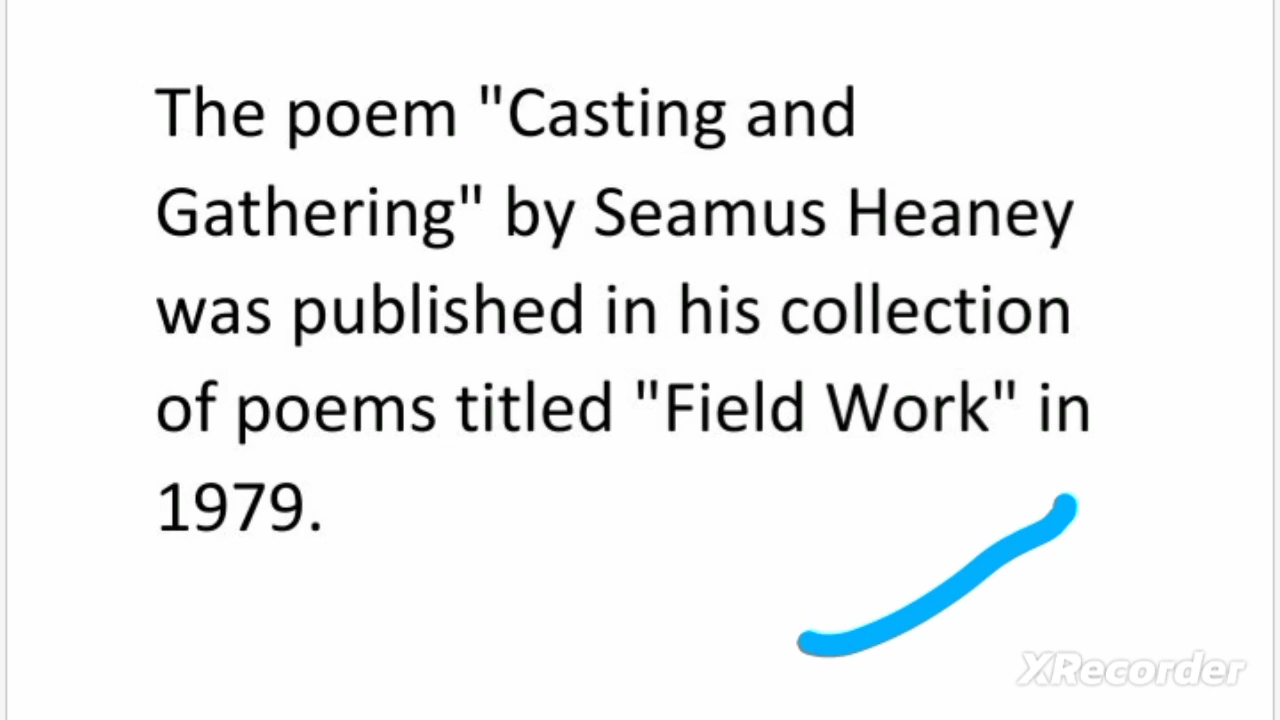 The poem "Casting and
Gathering" by Seamus Heaney
was published in his collection
of poems titled "Field Work" in
1979.
XRecorder